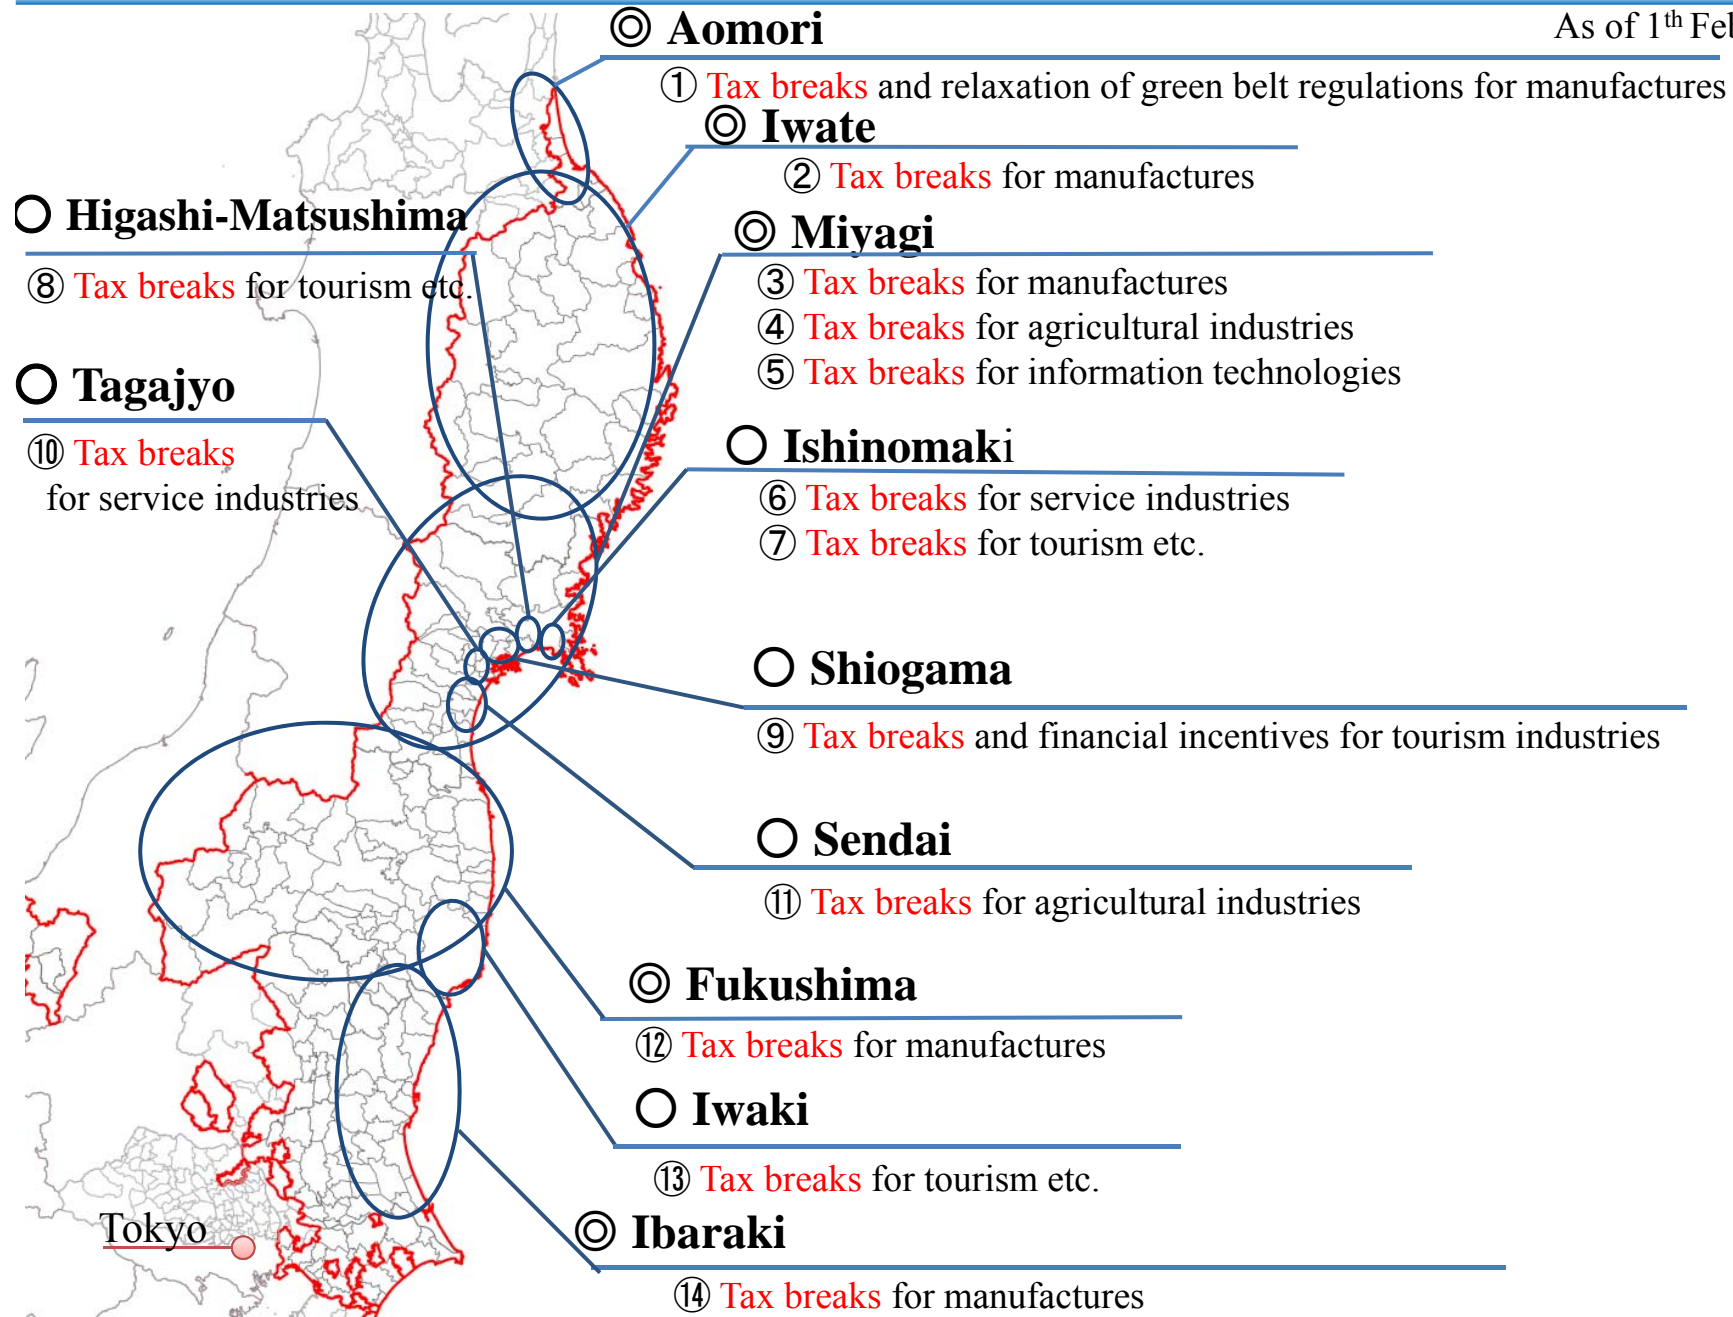 ◎ Aomori
As of 1th Feb
① Tax breaks and relaxation of green belt regulations for manufactures
◎ Iwate
② Tax breaks for manufactures
○ Higashi-Matsushima
⑧ Tax breaks for tourism etc.
◎ Miyagi
③ Tax breaks for manufactures
④ Tax breaks for agricultural industries
⑤ Tax breaks for information technologies
○ Tagajyo
⑩ Tax breaks
for service industries
○ Ishinomaki
⑥ Tax breaks for service industries
⑦ Tax breaks for tourism etc.
○ Shiogama
⑨ Tax breaks and financial incentives for tourism industries
○ Sendai
⑪ Tax breaks for agricultural industries
◎ Fukushima
⑫ Tax breaks for manufactures
○ Iwaki
⑬ Tax breaks for tourism etc.
Tokyo
◎ Ibaraki
⑭ Tax breaks for manufactures